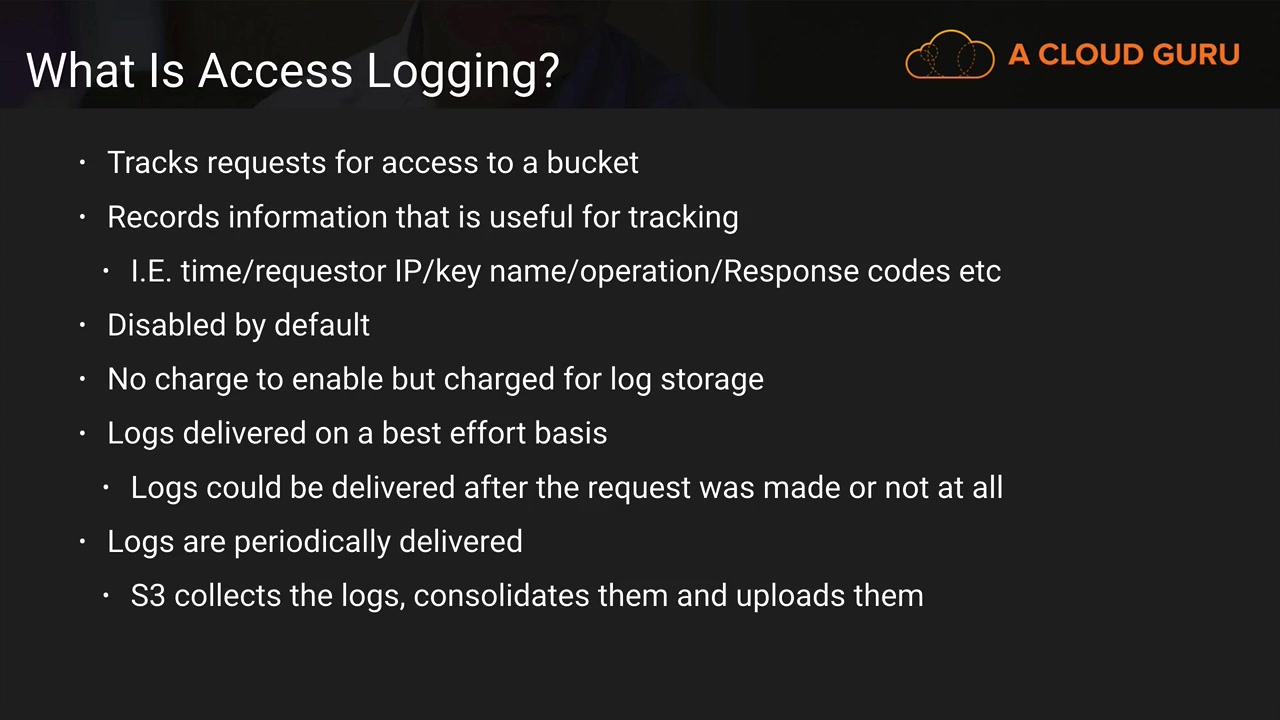 What Is Access Logging?
A CLOUD GURU
· Tracks requests for access to a bucket
· Records information that is useful for tracking
· I.E. time/requestor IP/key name/operation/Response codes etc
· Disabled by default
· No charge to enable but charged for log storage
· Logs delivered on a best effort basis
· Logs could be delivered after the request was made or not at all
· Logs are periodically delivered
· S3 collects the logs, consolidates them and uploads them